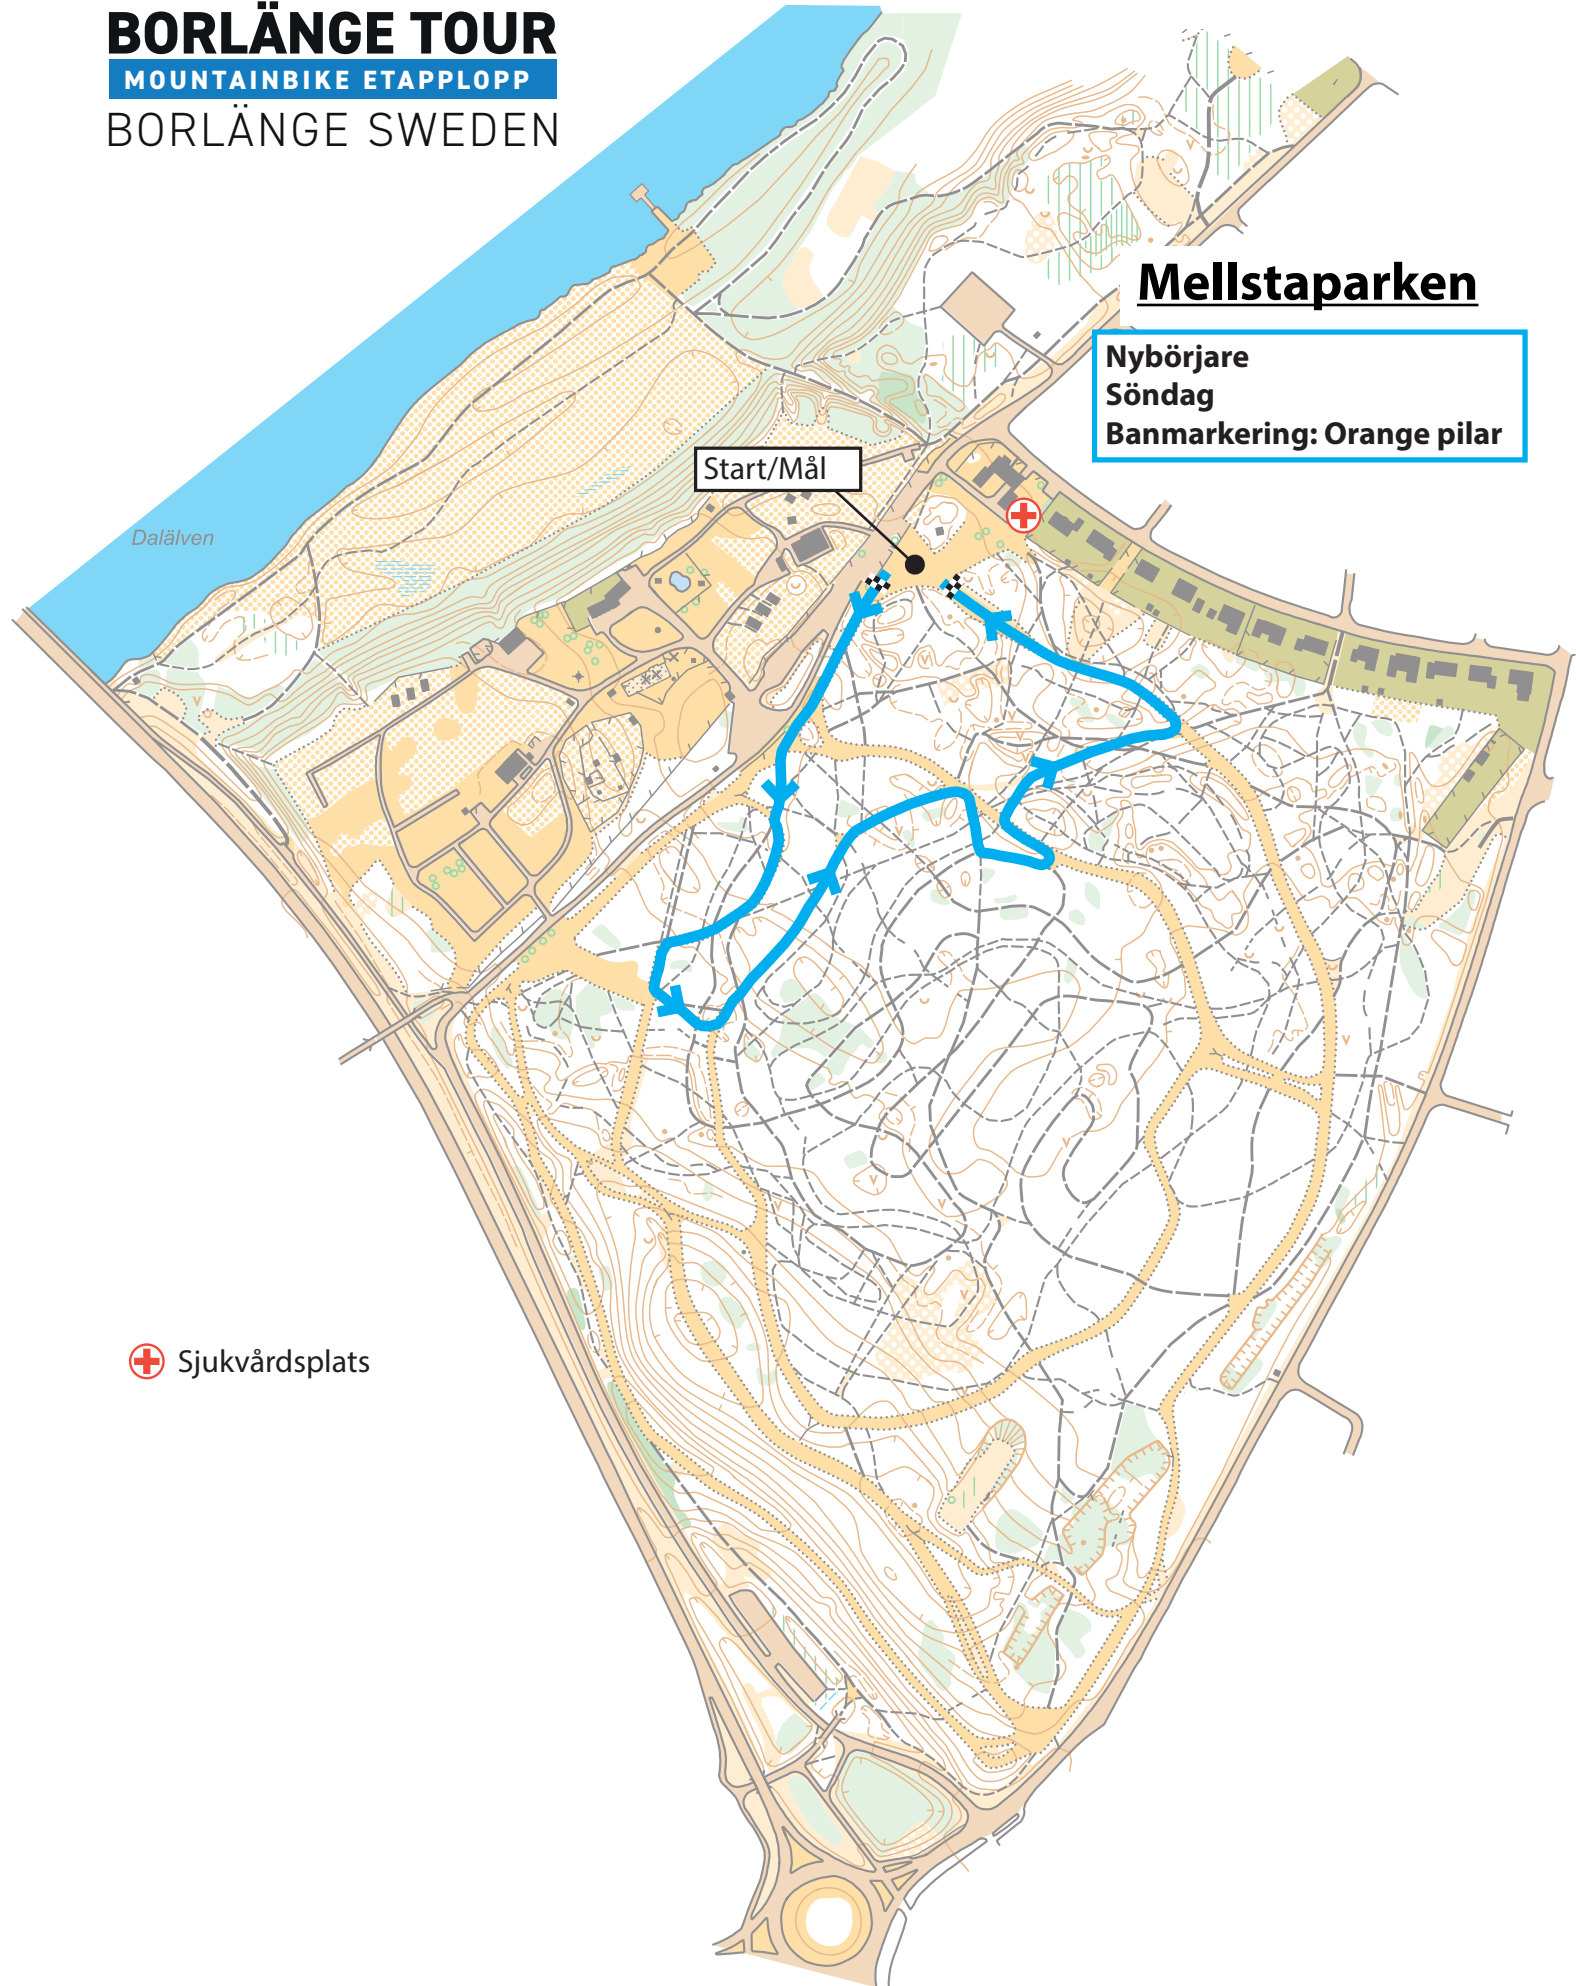 BORLÄNGE TOUR
MOUNTAINBIKE ETAPPLOPP
BORLÄNGE SWEDEN
Mellstaparken
Nybörjare
Söndag
Banmarkering: Orange pilar
Start/Mål
Dalälven
Sjukvårdsplats